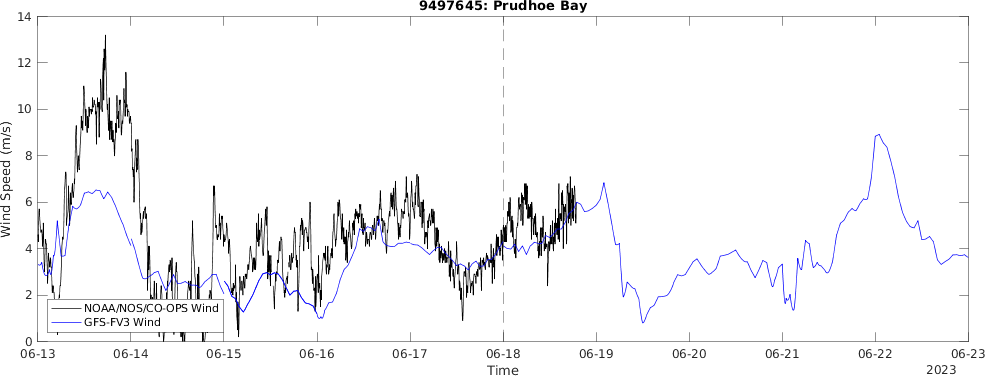 9497645: Prudhoe Bay
Wind Speed (m/s)
14
12
10
8
6
4
2
0
NOAA/NOS/CO-OPS Wind
GFS-FV3 Wind
06-13 06-14 06-15 06-16 06-17 06-18 06-19 06-20 06-21 06-22 06-23
Time
2023